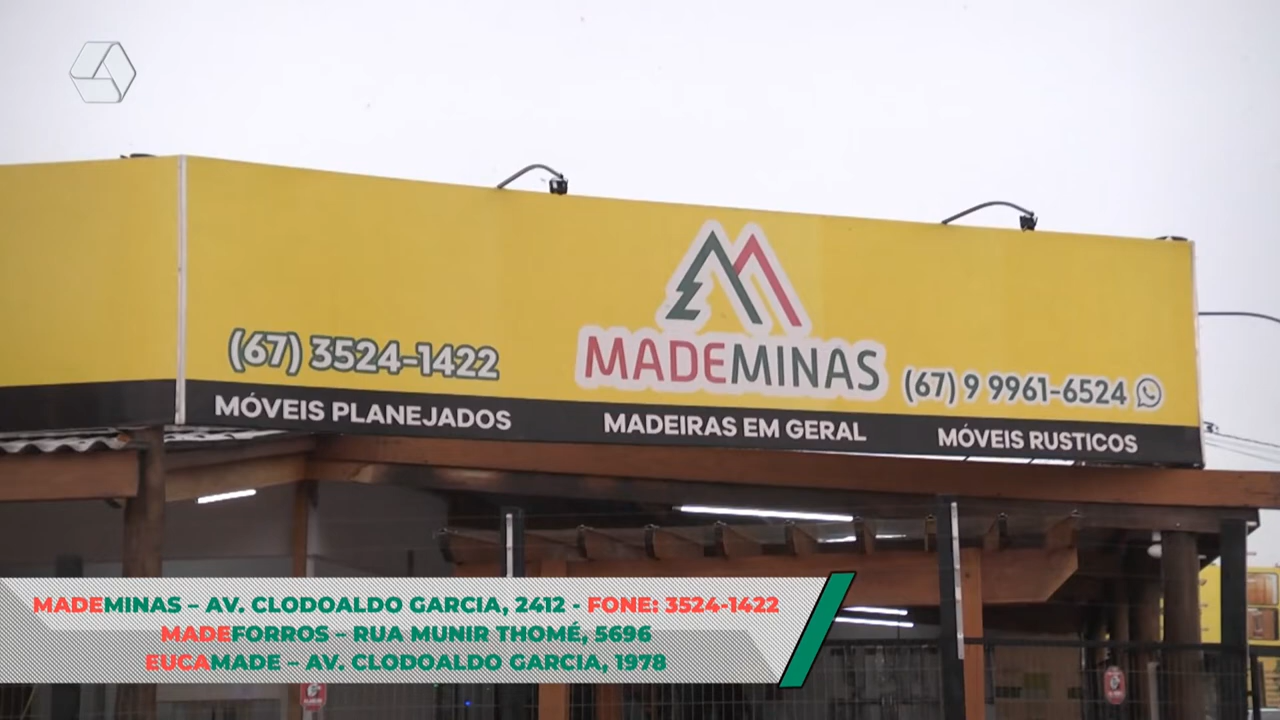 (67) 3524-1422
MADEMINAS
(67) 9 9961-6524
MÓVEIS PLANEJADOS
MADEIRAS EM GERAL
MÓVEIS RUSTICOS
MADEMINAS – AV. CLODOALDO GARCIA, 2412 - FONE: 3524-1422
MADEFORROS – RUA MUNIR THOMÉ, 5696
EUCAMADE – AV. CLODOALDO GARCIA, 1978